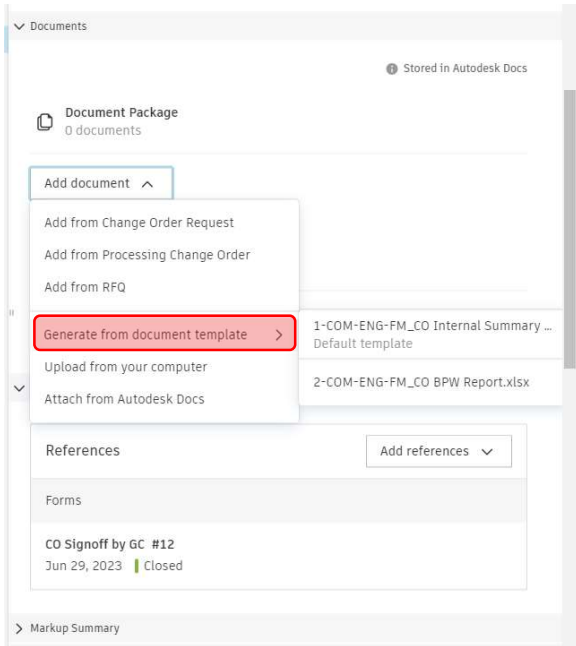 Documents
Stored in Autodesk Docs
Document Package
0 documents
Add document
Add from Change Order Request
Add from Processing Change Order
Add from RFQ
Generate from document template
1-COM-ENG-FM_CO Internal Summary ...
Default template
Upload from your computer
2-COM-ENG-FM_CO BPW Report.xlsx
Attach from Autodesk Docs
References
Add references
Forms
CO Signoff by GC #12
Jun 29, 2023 Closed
Markup Summary